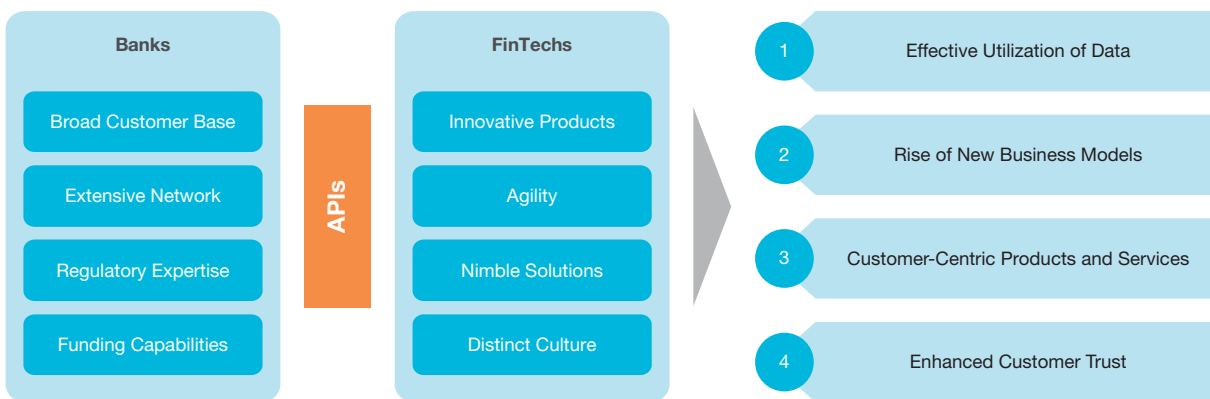 Banks
Broad Customer Base
Extensive Network
Regulatory Expertise
Funding Capabilities
APIs
FinTechs
Innovative Products
Agility
Nimble Solutions
Distinct Culture
1
Effective Utilization of Data
2
Rise of New Business Models
3
Customer-Centric Products and Services
4
Enhanced Customer Trust